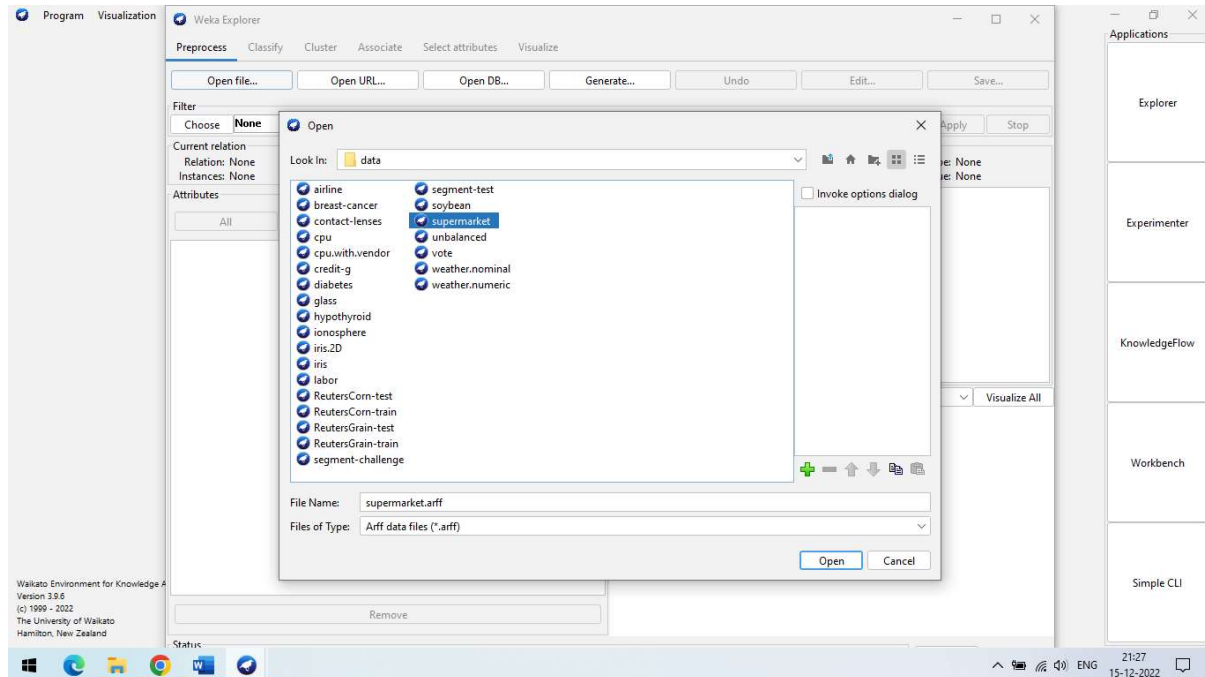 Program Visualization
Weka Explorer
Applications
Preprocess Classify Cluster Associate Select attributes Visualize
Open file... Open URL... Open DB... Generate... Undo Edit... Save...
Filter
Choose None
Apply Stop
Current relation
Relation: None
Instances: None
Attributes
All
None
None
Open
Look In: data
Invoke options dialog
airline
breast-cancer
contact-lenses
cpu
cpu.with.vendor
credit-g
diabetes
glass
hypothyroid
ionosphere
iris.2D
iris
labor
ReutersCorn-test
ReutersCorn-train
ReutersGrain-test
ReutersGrain-train
segment-challenge
segment-test
soybean
supermarket
unbalanced
vote
weather.nominal
weather.numeric
File Name: supermarket.arff
Files of Type: Arff data files (*.arff)
Open Cancel
Visualize All
Remove
Status
Explorer
Experimenter
KnowledgeFlow
Workbench
Simple CLI
Waikato Environment for Knowledge A
Version 3.9.6
(c) 1999 - 2022
The University of Waikato
Hamilton, New Zealand
ENG
21:27
15-12-2022